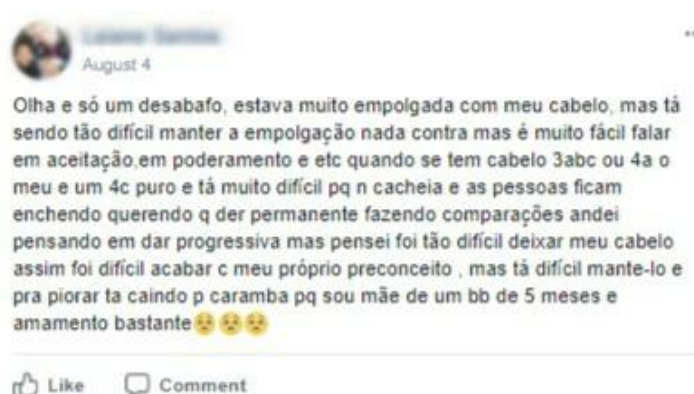 August 4
Olha e só um desabafo, estava muito empolgada com meu cabelo, mas tá
sendo tão difícil manter a empolgação nada contra mas é muito fácil falar
em aceitação,em poderamento e etc quando se tem cabelo 3abc ou 4a o
meu e um 4c puro e tá muito difícil pq n cacheia e as pessoas ficam
enchendo querendo q der permanente fazendo comparações andei
pensando em dar progressiva mas pensei foi tão difícil deixar meu cabelo
assim foi difícil acabar c meu próprio preconceito , mas tá difícil mante-lo e
pra piorar ta caindo p caramba pq sou mãe de um bb de 5 meses e
amamento bastante😟😟😟
Like Comment